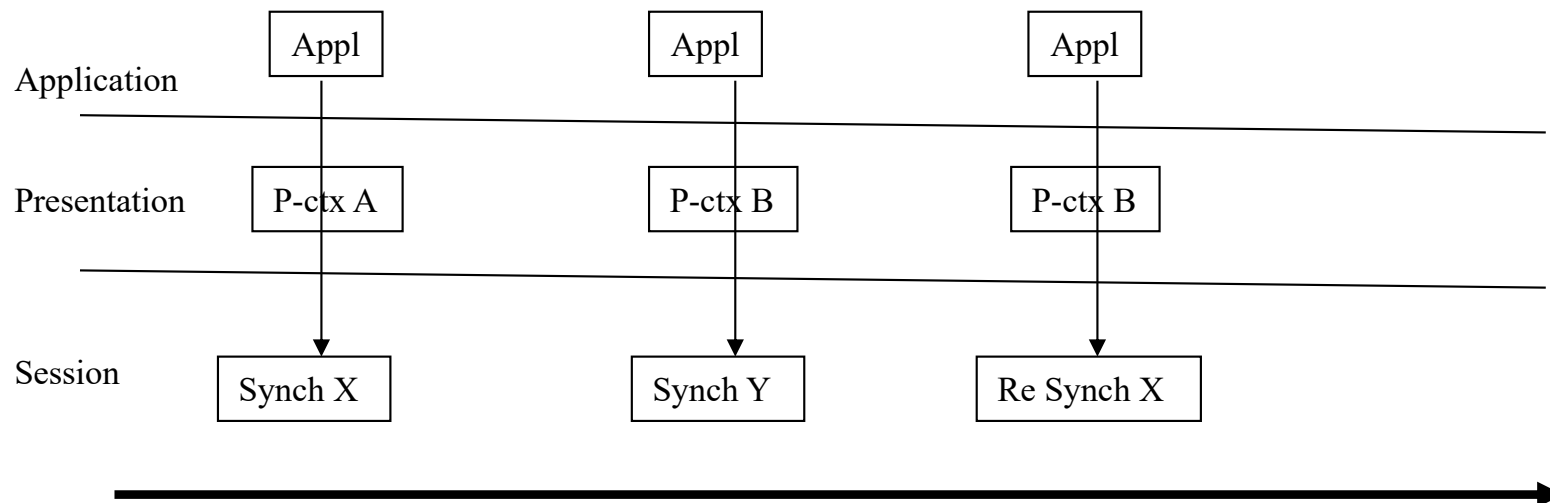 Appl Appl Appl
Application
Presentation P-ctx A P-ctx B P-ctx B
Session
Synch X Synch Y Re Synch X